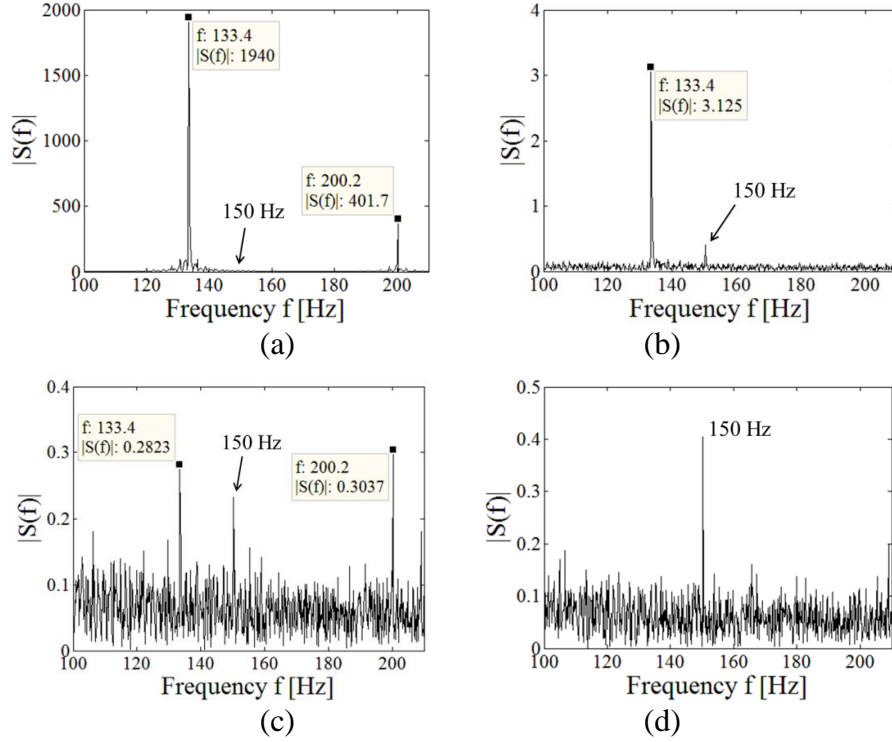 2000
1500
1000
500
0
|S(f)|
f: 133.4
|S(f)|: 1940
150 Hz
f: 200.2
|S(f)|: 401.7
100 120 140 160 180 200
Frequency f [Hz]
(a)
4
3
2
1
0
|S(f)|
f: 133.4
|S(f)|: 3.125
150 Hz
100 120 140 160 180 200
Frequency f [Hz]
(b)
0.4
0.3
0.2
0.1
0
|S(f)|
f: 133.4
|S(f)|: 0.2823
150 Hz
f: 200.2
|S(f)|: 0.3037
100 120 140 160 180 200
Frequency f [Hz]
(c)
0.5
0.4
0.3
0.2
0.1
0
|S(f)|
150 Hz
100 120 140 160 180 200
Frequency f [Hz]
(d)